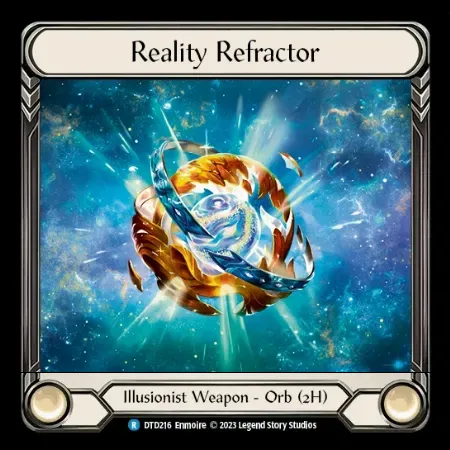 Reality Refractor
Illusionist Weapon - Orb (2H)
R DTD216 Enmoire © 2023 Legend Story Studios